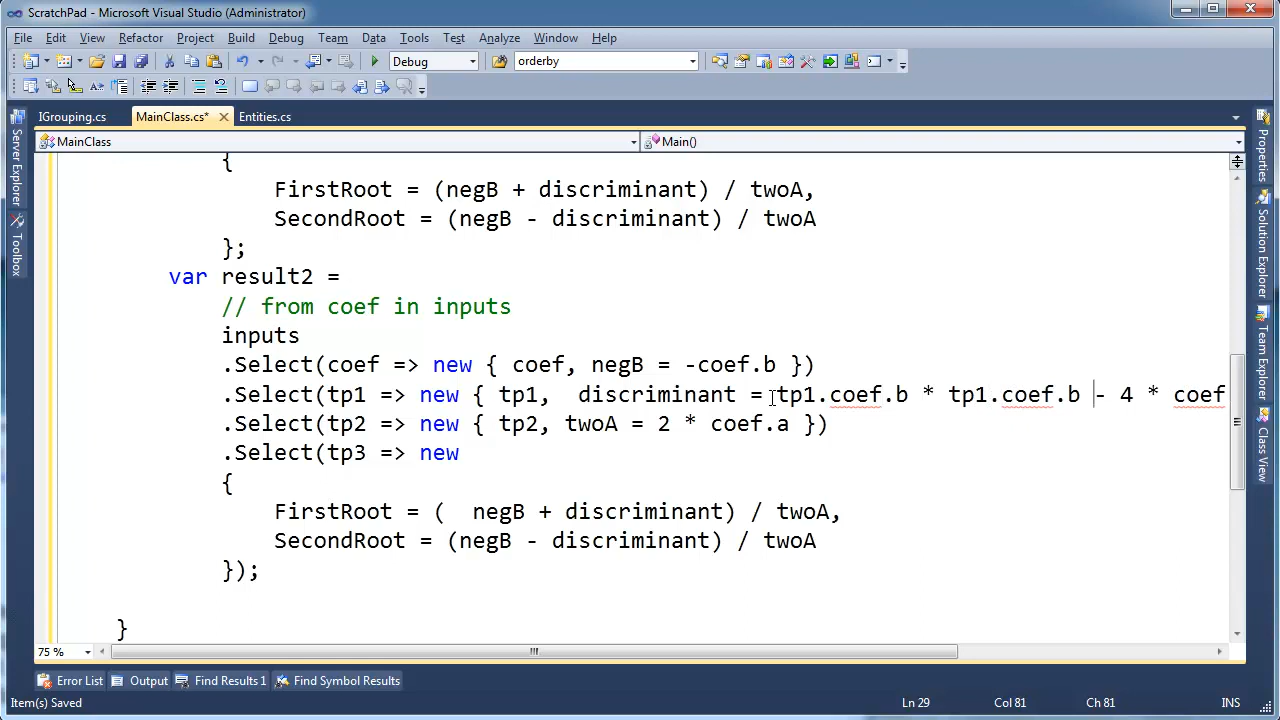 ScratchPad - Microsoft Visual Studio (Administrator)
File Edit View Refactor Project Build Debug Team Data Tools Test Analyze Window Help
Debug orderby
IGrouping.cs MainClass.cs* Entities.cs
MainClass Main()
{
FirstRoot = (negB + discriminant) / twoA,
SecondRoot = (negB - discriminant) / twoA
};
var result2 =
// from coef in inputs
inputs
.Select(coef => new { coef, negB = -coef.b })
.Select(tp1 => new { tp1, discriminant = tp1.coef.b * tp1.coef.b - 4 * coef
.Select(tp2 => new { tp2, twoA = 2 * coef.a })
.Select(tp3 => new
{
FirstRoot = ( negB + discriminant) / twoA,
SecondRoot = (negB - discriminant) / twoA
});
}
75 %
Error List Output Find Results 1 Find Symbol Results
Item(s) Saved Ln 29 Col 81 Ch 81 INS
Server Explorer
Toolbox
Properties
Solution Explorer
Team Explorer
Class View